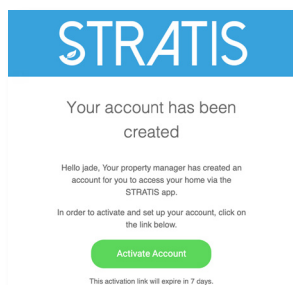 STRATIS
Your account has been
created
Hello jade, Your property manager has created an
account for you to access your home via the
STRATIS app.
In order to activate and set up your account, click on
the link below.
Activate Account
This activation link will expire in 7 days.